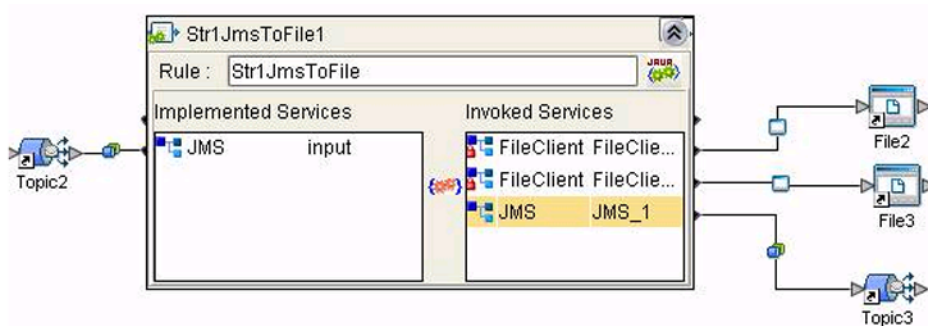 Str1JmsToFile1
Rule : Str1JmsToFile
JAVA
Implemented Services
Invoked Services
JMS input
FileClient FileClie...
FileClient FileClie...
JMS JMS_1
Topic2
File2
File3
Topic3